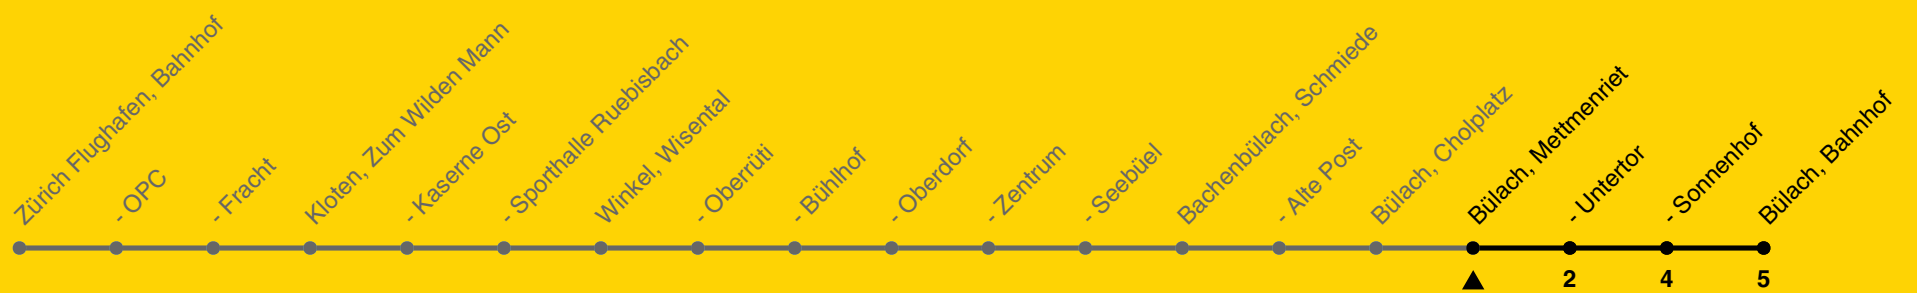 Zürich Flughafen, Bahnhof
- OPC
- Fracht
Kloten, Zum Wilden Mann
- Kaserne Ost
- Sporthalle Ruebisbach
Winkel, Wisental
- Oberrüti
- Bühlhof
- Oberdorf
- Zentrum
- Seebüel
Bachenbülach, Schmiede
- Alte Post
Bülach, Cholplatz
Bülach, Mettmenriet
- Untertor
- Sonnenhof
Bülach, Bahnhof
2 4 5